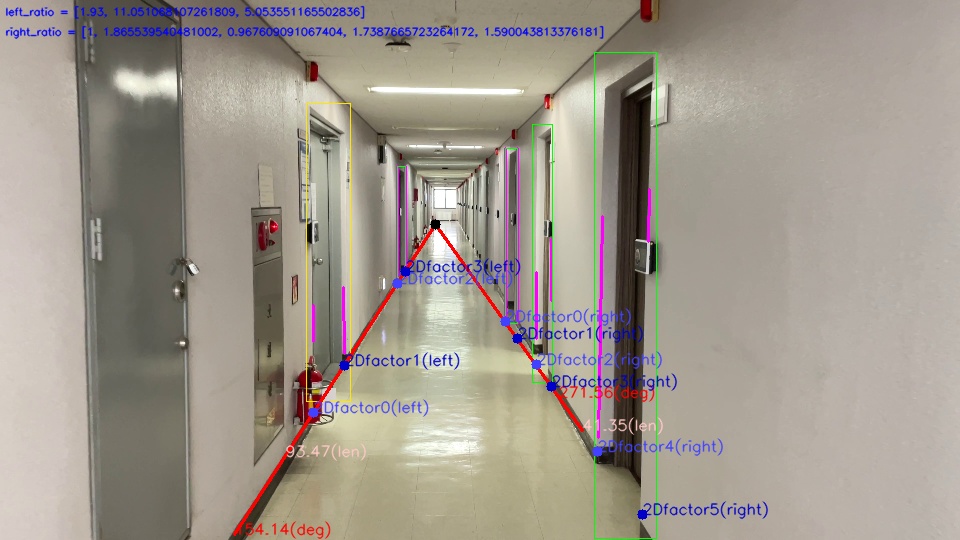 left_ratio = [1.93, 11.051068107261809, 5.053551165502836]
right_ratio = [1, 1.865539540481002, 0.967609091067404, 1.7387665723264172, 1.590043813376181]
2Dfactor3(left)
2Dfactor2(left)
2Dfactor0(right)
2Dfactor1(right)
2Dfactor1(left)
2Dfactor2(right)
2Dfactor3(right)
271.56(deg)
2Dfactor0(left)
41.35(len)
93.47(len)
2Dfactor4(right)
2Dfactor5(right)
54.14(deg)